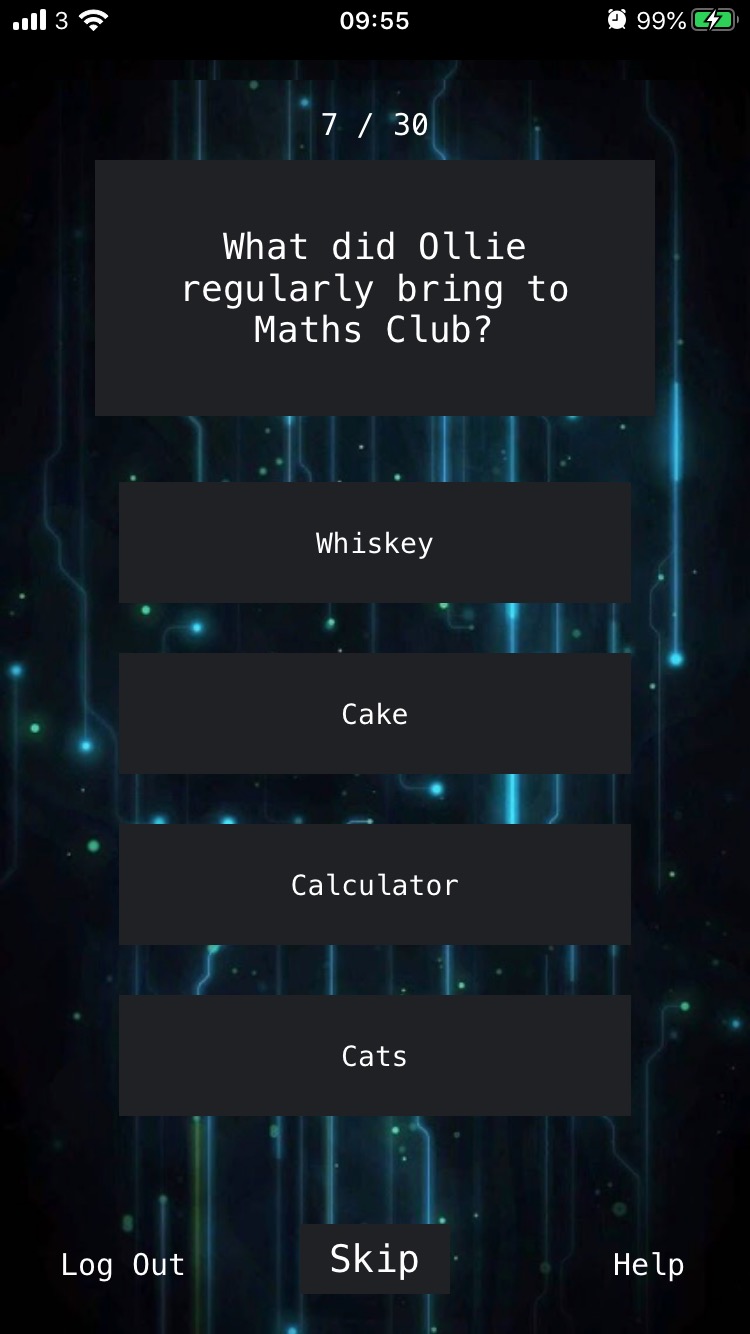 3 09:55 99%
7 / 30
What did Ollie
regularly bring to
Maths Club?
Whiskey
Cake
Calculator
Cats
Log Out Skip Help